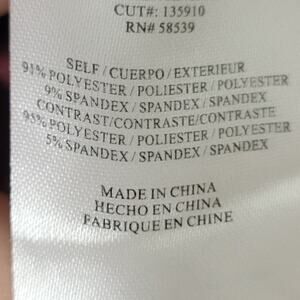 CUT#: 135910
RN# 58539
SELF / CUERPO / EXTERIEUR
91% POLYESTER / POLIESTER / POLYESTER
9% SPANDEX / SPANDEX / SPANDEX
CONTRAST/CONTRASTE/CONTRASTE
95% POLYESTER / POLIESTER / POLYESTER
5% SPANDEX / SPANDEX / SPANDEX
MADE IN CHINA
HECHO EN CHINA
FABRIQUE EN CHINE